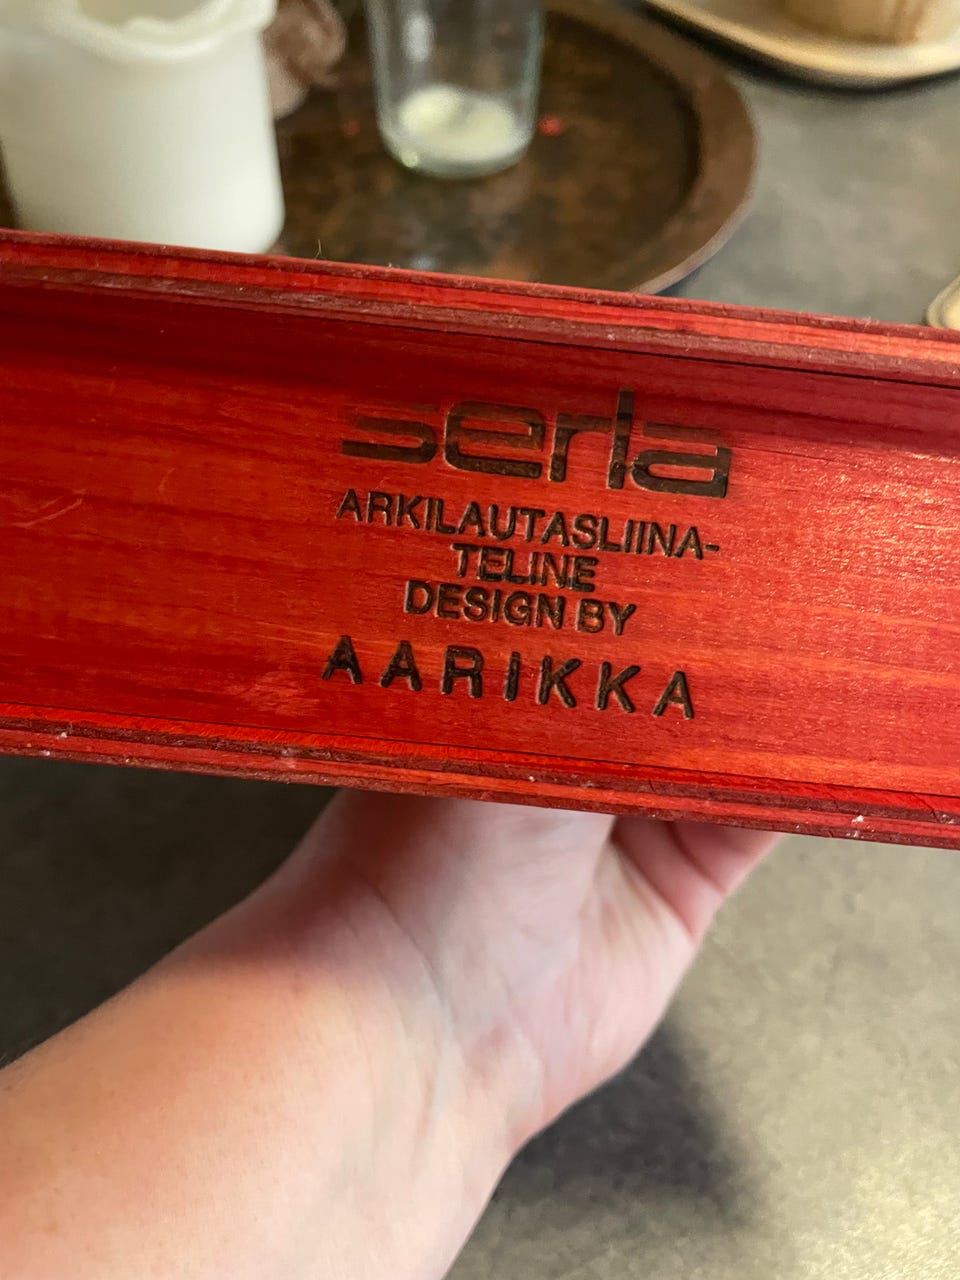 serla
ARKILAUTASLIINA-
TELINE
DESIGN BY
AARIKKA